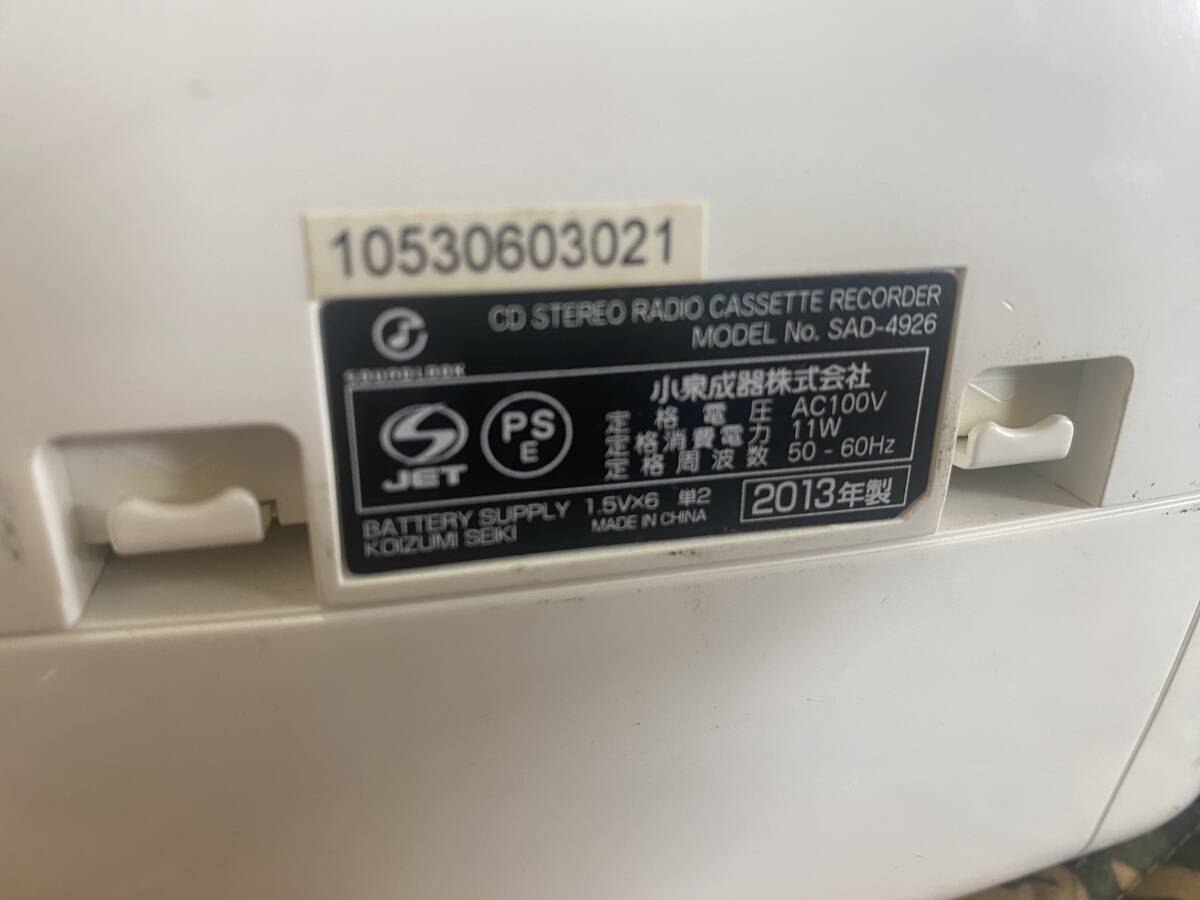 10530603021
CD STEREO RADIO CASSETTE RECORDER
MODEL No. SAD-4926
SOUNDLOOK
小泉成器株式会社
定格電圧 AC100V
定格消費電力 11W
定格周波数 50-60Hz
JET
PS
E
BATTERY SUPPLY 1.5V×6 単2
KOIZUMI SEIKI
MADE IN CHINA
2013年製